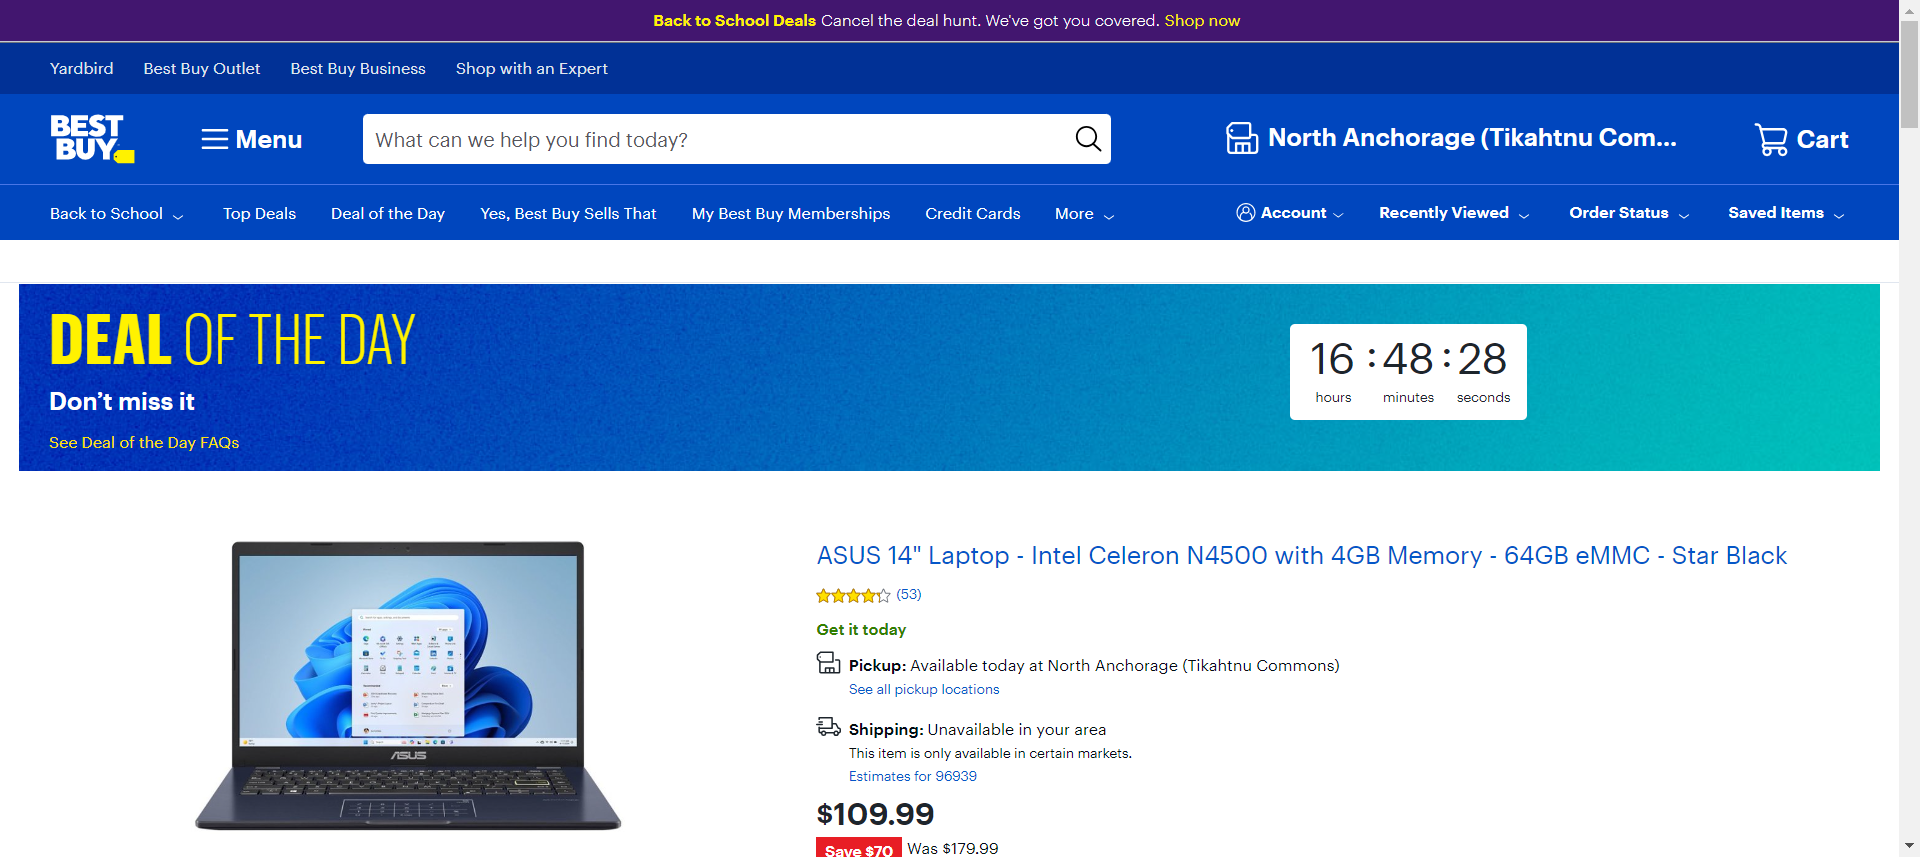 Back to School Deals Cancel the deal hunt. We've got you covered. Shop now
Yardbird Best Buy Outlet Best Buy Business Shop with an Expert
BEST BUY
Menu
What can we help you find today?
North Anchorage (Tikahtnu Com...
Cart
Back to School Top Deals Deal of the Day Yes, Best Buy Sells That My Best Buy Memberships Credit Cards More Account Recently Viewed Order Status Saved Items
DEAL OF THE DAY
Don't miss it
See Deal of the Day FAQs
16 : 48 : 28
hours minutes seconds
ASUS
ASUS 14" Laptop - Intel Celeron N4500 with 4GB Memory - 64GB eMMC - Star Black
(53)
Get it today
Pickup: Available today at North Anchorage (Tikahtnu Commons)
See all pickup locations
Shipping: Unavailable in your area
This item is only available in certain markets.
Estimates for 96939
$109.99
Save $70 Was $179.99